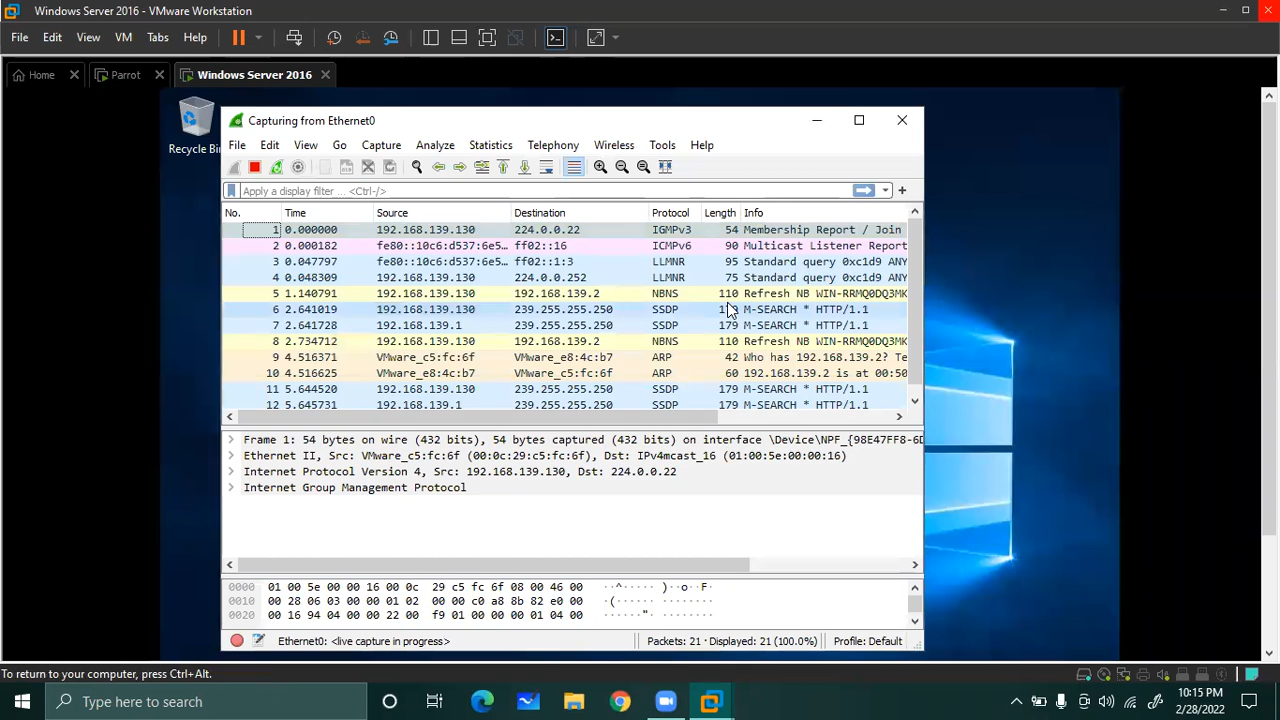 Windows Server 2016 - VMware Workstation
File Edit View VM Tabs Help
Home Parrot Windows Server 2016
Recycle Bin
Capturing from Ethernet0
File Edit View Go Capture Analyze Statistics Telephony Wireless Tools Help
Apply a display filter ... <Ctrl-/>
No. Time Source Destination Protocol Length Info
1 0.000000 192.168.139.130 224.0.0.22 IGMPv3 54 Membership Report / Join
2 0.000182 fe80::10c6:d537:6e5… ff02::16 ICMPv6 90 Multicast Listener Report
3 0.047797 fe80::10c6:d537:6e5… ff02::1:3 LLMNR 95 Standard query 0xc1d9 ANY
4 0.048309 192.168.139.130 224.0.0.252 LLMNR 75 Standard query 0xc1d9 ANY
5 1.140791 192.168.139.130 192.168.139.2 NBNS 110 Refresh NB WIN-RRMQ0DQ3MK
6 2.641019 192.168.139.130 239.255.255.250 SSDP M-SEARCH * HTTP/1.1
7 2.641728 192.168.139.1 239.255.255.250 SSDP 179 M-SEARCH * HTTP/1.1
8 2.734712 192.168.139.130 192.168.139.2 NBNS 110 Refresh NB WIN-RRMQ0DQ3MK
9 4.516371 VMware_c5:fc:6f VMware_e8:4c:b7 ARP 42 Who has 192.168.139.2? Te
10 4.516625 VMware_e8:4c:b7 VMware_c5:fc:6f ARP 60 192.168.139.2 is at 00:50
11 5.644520 192.168.139.130 239.255.255.250 SSDP 179 M-SEARCH * HTTP/1.1
12 5.645731 192.168.139.1 239.255.255.250 SSDP 179 M-SEARCH * HTTP/1.1
Frame 1: 54 bytes on wire (432 bits), 54 bytes captured (432 bits) on interface \Device\NPF_{98E47FF8-6D
Ethernet II, Src: VMware_c5:fc:6f (00:0c:29:c5:fc:6f), Dst: IPv4mcast_16 (01:00:5e:00:00:16)
Internet Protocol Version 4, Src: 192.168.139.130, Dst: 224.0.0.22
Internet Group Management Protocol
0000 01 00 5e 00 00 16 00 0c 29 c5 fc 6f 08 00 46 00 ··^····· )··o··F·
0010 00 28 06 03 00 00 01 02 00 00 c0 a8 8b 82 e0 00 ·(······ ········
0020 00 16 94 04 00 00 22 00 f9 01 00 00 00 01 04 00 ······"· ········
Ethernet0: <live capture in progress> Packets: 21 · Displayed: 21 (100.0%) Profile: Default
To return to your computer, press Ctrl+Alt.
Type here to search
10:15 PM
2/28/2022